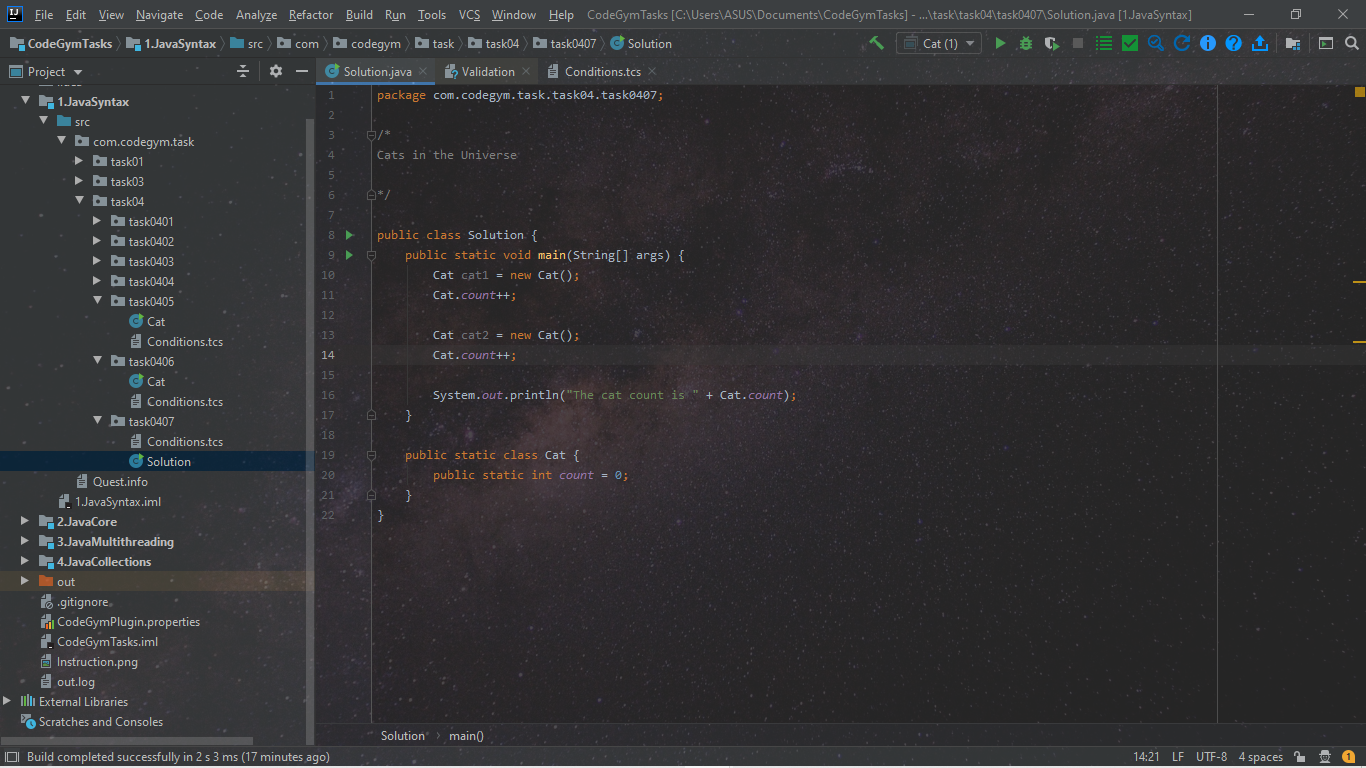 File Edit View Navigate Code Analyze Refactor Build Run Tools VCS Window Help CodeGymTasks [C:\Users\ASUS\Documents\CodeGymTasks] - ...\task\task04\task0407\Solution.java [1.JavaSyntax]
CodeGymTasks 1.JavaSyntax src com codegym task task04 task0407 Solution Cat (1)
Project
Solution.java Validation Conditions.tcs
1.JavaSyntax
src
com.codegym.task
task01
task03
task04
task0401
task0402
task0403
task0404
task0405
Cat
Conditions.tcs
task0406
Cat
Conditions.tcs
task0407
Conditions.tcs
Solution
Quest.info
1.JavaSyntax.iml
2.JavaCore
3.JavaMultithreading
4.JavaCollections
out
.gitignore
CodeGymPlugin.properties
CodeGymTasks.iml
Instruction.png
out.log
External Libraries
Scratches and Consoles
1 package com.codegym.task.task04.task0407;
2
3 /*
4 Cats in the Universe
5
6 */
7
8 public class Solution {
9 public static void main(String[] args) {
10 Cat cat1 = new Cat();
11 Cat.count++;
12
13 Cat cat2 = new Cat();
14 Cat.count++;
15
16 System.out.println("The cat count is " + Cat.count);
17 }
18
19 public static class Cat {
20 public static int count = 0;
21 }
22 }
Solution main()
Build completed successfully in 2 s 3 ms (17 minutes ago) 14:21 LF UTF-8 4 spaces 1